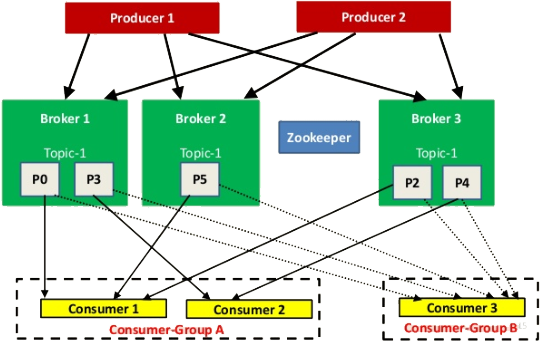 Producer 1
Producer 2
Broker 1
Broker 2
Broker 3
Zookeeper
Topic-1
Topic-1
Topic-1
P0
P3
P5
P2
P4
Consumer 1
Consumer 2
Consumer 3
Consumer-Group A
Consumer-Group B